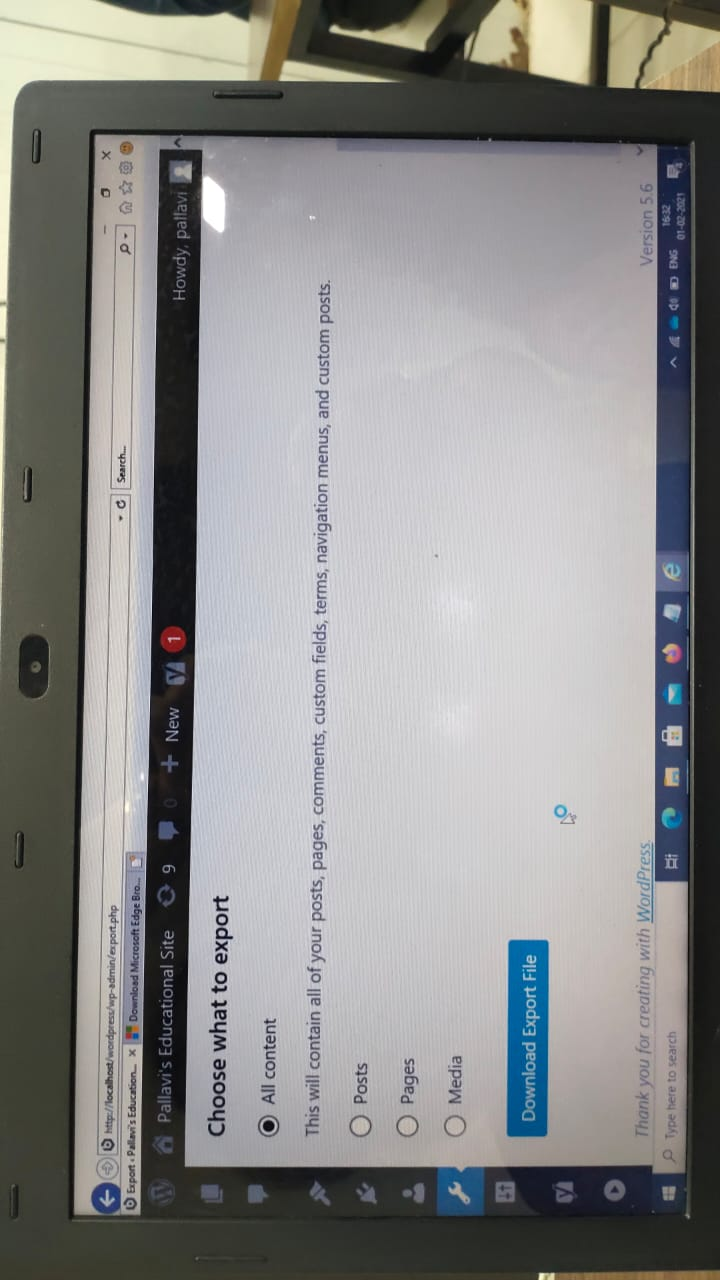 http://localhost/wordpress/wp-admin/export.php
Search...
Export ‹ Pallavi's Education...
Download Microsoft Edge Bro...
Pallavi's Educational Site
9
0
New
1
Howdy, pallavi
Choose what to export
All content
This will contain all of your posts, pages, comments, custom fields, terms, navigation menus, and custom posts.
Posts
Pages
Media
Download Export File
Thank you for creating with WordPress.
Version 5.6
Type here to search
ENG
16:32
01-02-2021
4